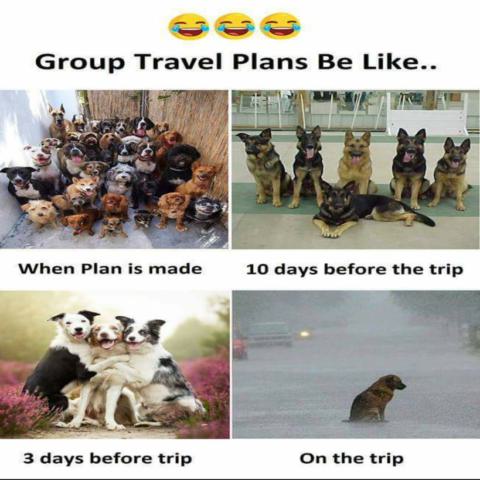 Group Travel Plans Be Like..
When Plan is made
10 days before the trip
3 days before trip
On the trip